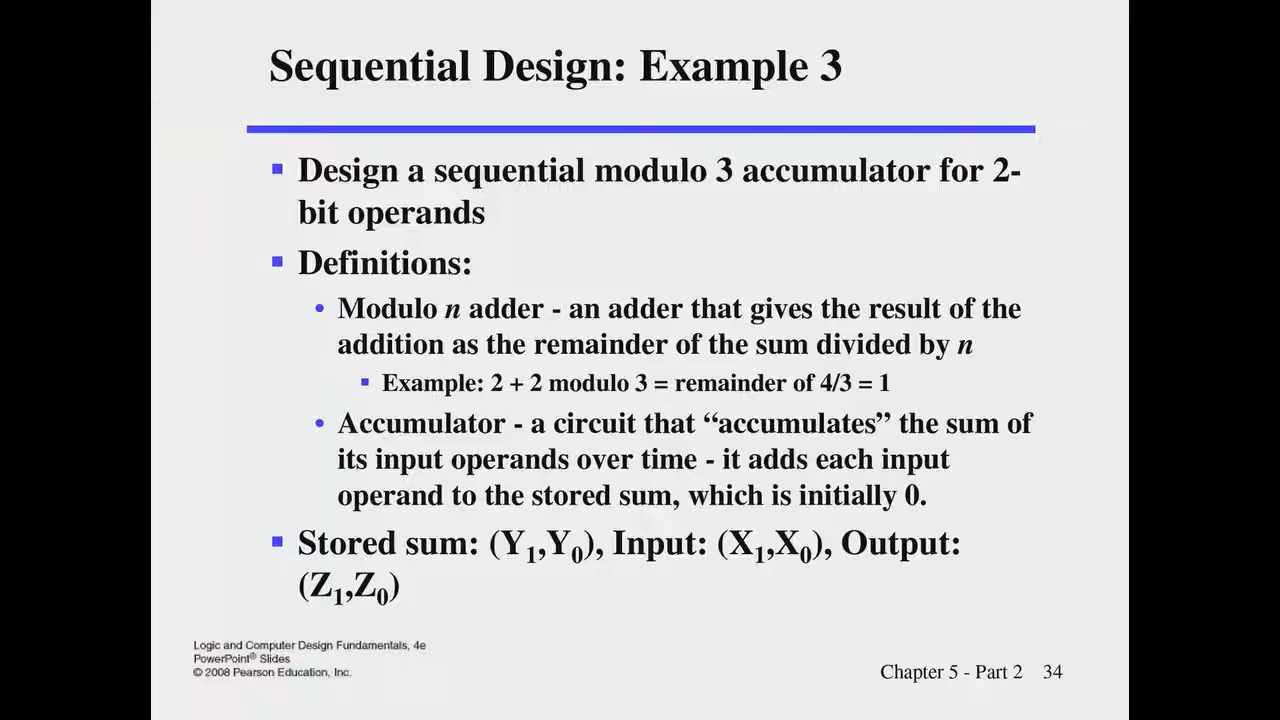 Sequential Design: Example 3
Design a sequential modulo 3 accumulator for 2-
bit operands
Definitions:
Modulo n adder - an adder that gives the result of the
addition as the remainder of the sum divided by n
Example: 2 + 2 modulo 3 = remainder of 4/3 = 1
Accumulator - a circuit that “accumulates” the sum of
its input operands over time - it adds each input
operand to the stored sum, which is initially 0.
Stored sum: (Y₁,Y₀), Input: (X₁,X₀), Output:
(Z₁,Z₀)
Logic and Computer Design Fundamentals, 4e
PowerPoint® Slides
© 2008 Pearson Education, Inc.
Chapter 5 - Part 2 34